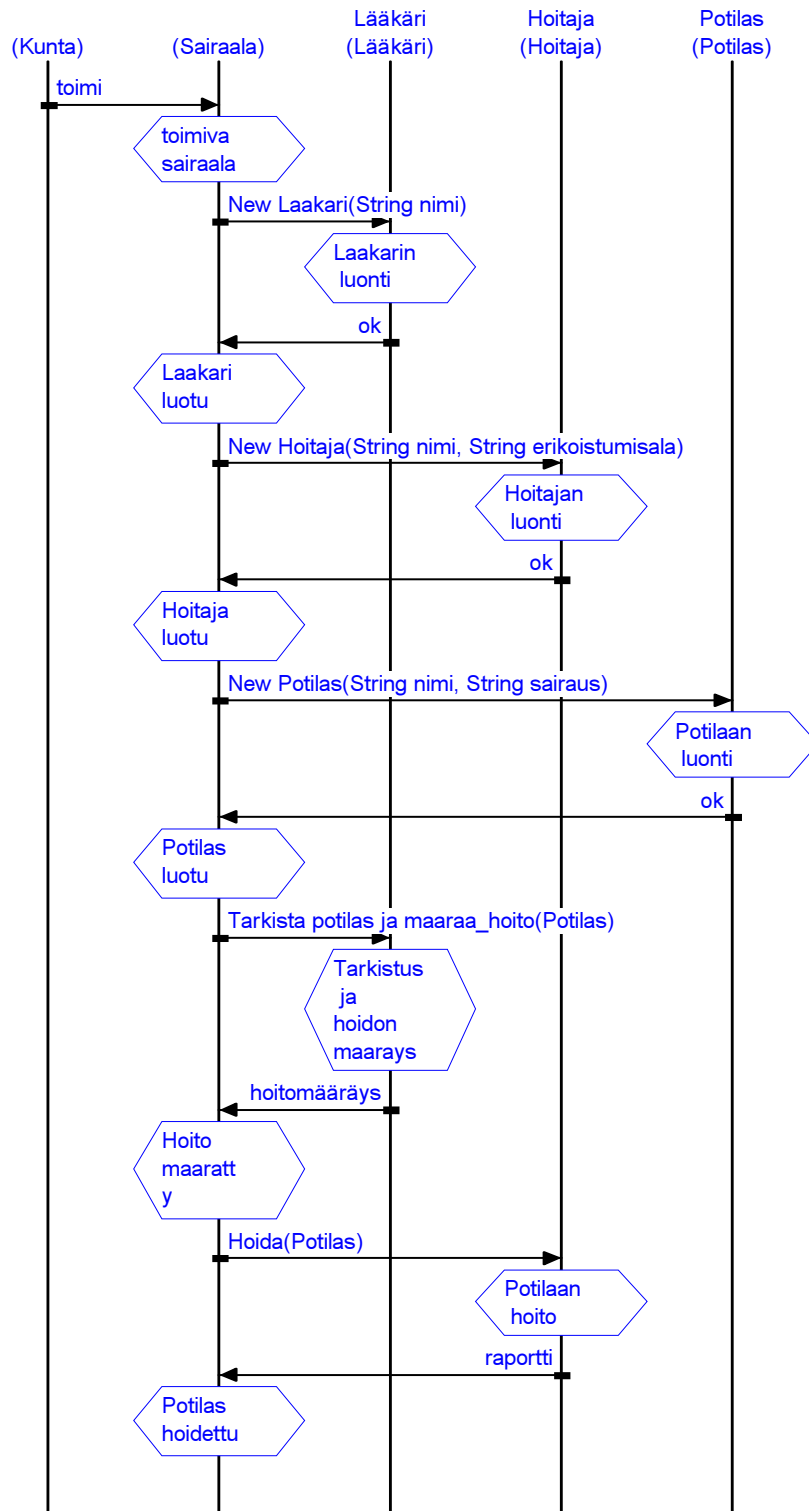 Lääkäri
Hoitaja
Potilas
(Kunta)
(Sairaala)
(Lääkäri)
(Hoitaja)
(Potilas)
toimi
toimiva
sairaala
New Laakari(String nimi)
Laakarin
luonti
ok
Laakari
luotu
New Hoitaja(String nimi, String erikoistumisala)
Hoitajan
luonti
ok
Hoitaja
luotu
New Potilas(String nimi, String sairaus)
Potilaan
luonti
ok
Potilas
luotu
Tarkista potilas ja maaraa_hoito(Potilas)
Tarkistus
ja
hoidon
maarays
hoitomääräys
Hoito
maaratt
y
Hoida(Potilas)
Potilaan
hoito
raportti
Potilas
hoidettu